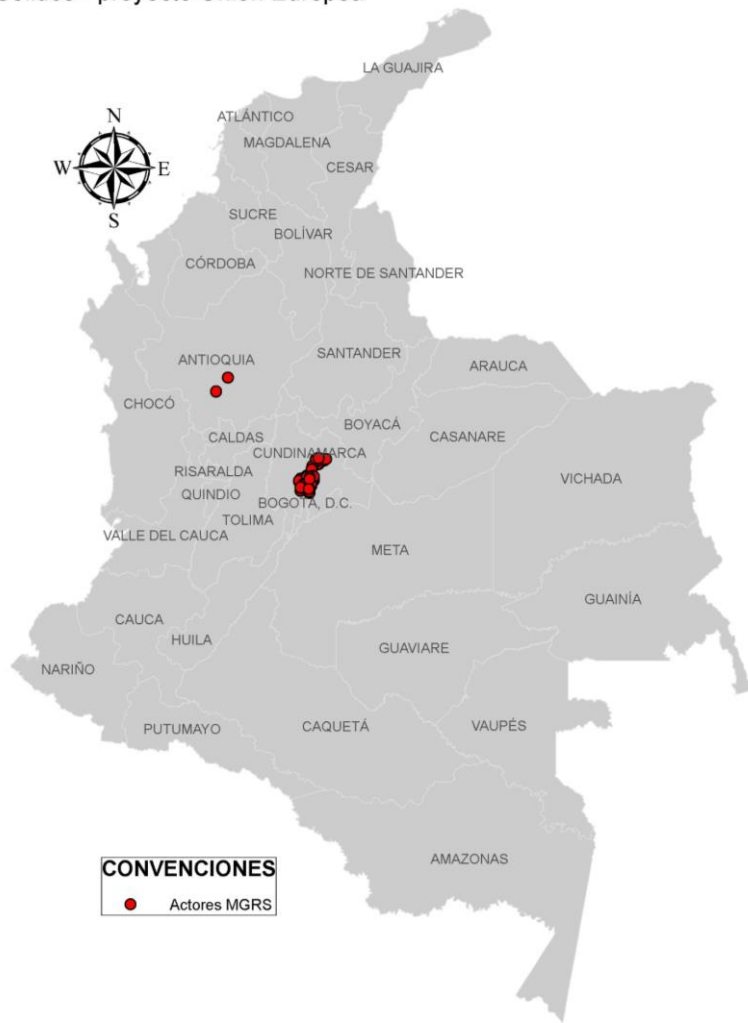 proyecto Unión Europea
LA GUAJIRA
ATLÁNTICO
N
MAGDALENA
W E
CESAR
S
SUCRE
BOLÍVAR
CÓRDOBA
NORTE DE SANTANDER
ANTIOQUIA
SANTANDER
ARAUCA
CHOCÓ
BOYACÁ
CALDAS
CASANARE
CUNDINAMARCA
RISARALDA
VICHADA
QUINDIO
BOGOTÁ, D.C.
TOLIMA
VALLE DEL CAUCA
META
GUAINÍA
CAUCA
HUILA
GUAVIARE
NARIÑO
CAQUETÁ
VAUPÉS
PUTUMAYO
AMAZONAS
CONVENCIONES
Actores MGRS